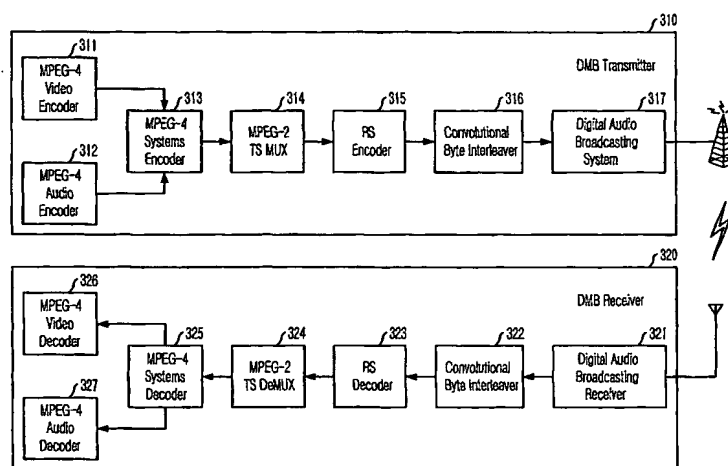 310
311
MPEG-4
Video
Encoder
DMB Transmitter
313
MPEG-4
Systems
Encoder
314
MPEG-2
TS MUX
315
RS
Encoder
316
Convolutional
Byte Interleaver
317
Digital Audio
Broadcasting
System
312
MPEG-4
Audio
Encoder
320
326
MPEG-4
Video
Decoder
DMB Receiver
325
MPEG-4
Systems
Decoder
324
MPEG-2
TS DeMUX
323
RS
Decoder
322
Convolutional
Byte Interleaver
321
Digital Audio
Broadcasting
Receiver
327
MPEG-4
Audio
Decoder